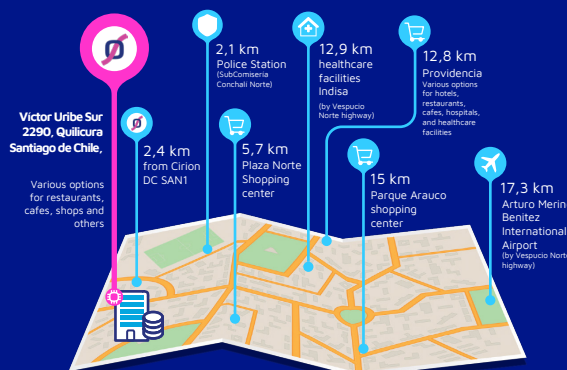 Víctor Uribe Sur
2290, Quilicura
Santiago de Chile,
Various options
for restaurants,
cafes, shops and
others
2,4 km
from Cirion
DC SAN1
2,1 km
Police Station
(SubComiseria
Conchalí Norte)
5,7 km
Plaza Norte
Shopping
center
12,9 km
healthcare
facilities
Indisa
(by Vespucio
Norte highway)
12,8 km
Providencia
Various options
for hotels,
restaurants,
cafes, hospitals,
and healthcare
facilities
15 km
Parque Arauco
shopping
center
17,3 km
Arturo Merin
Benitez
International
Airport
(by Vespucio Norte
highway)